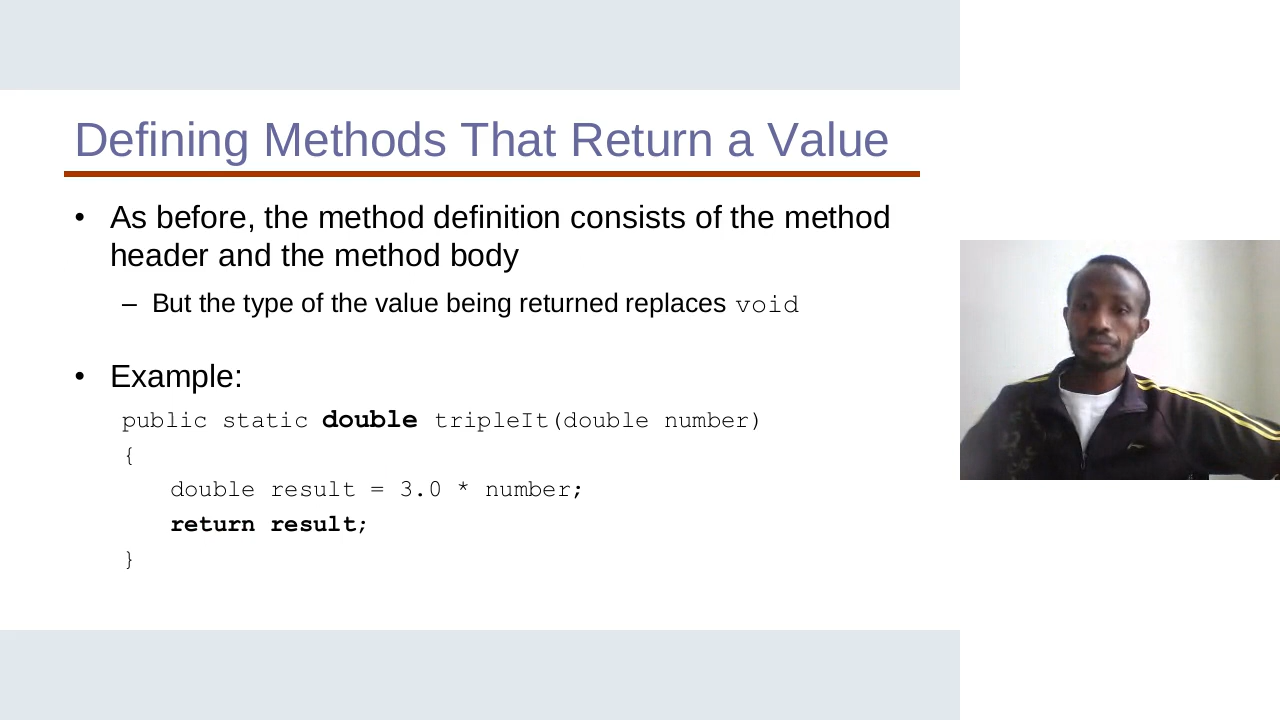 Defining Methods That Return a Value
• As before, the method definition consists of the method
header and the method body
– But the type of the value being returned replaces void
• Example:
public static double tripleIt(double number)
{
double result = 3.0 * number;
return result;
}